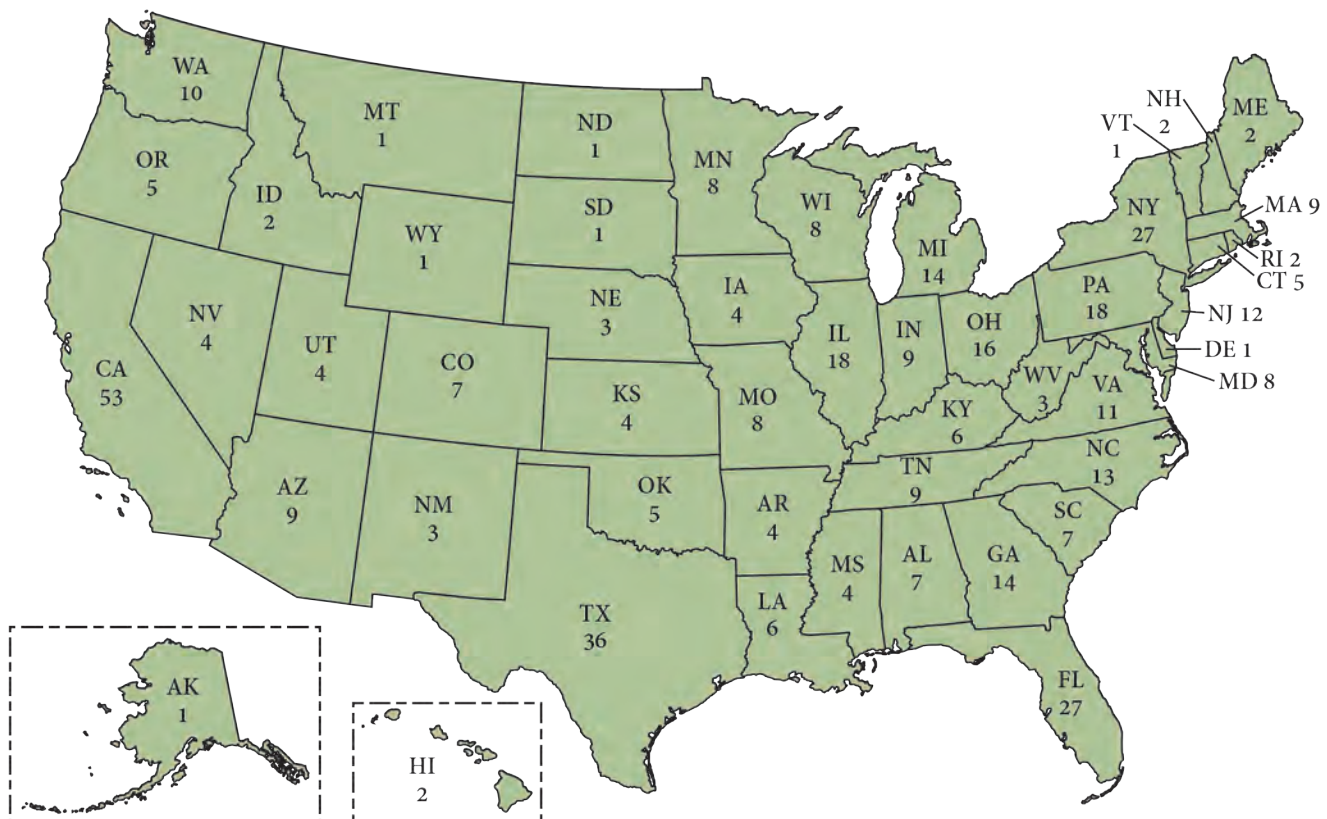 WA
10
OR
5
ID
2
MT
1
WY
1
ND
1
SD
1
NE
3
MN
8
WI
8
IA
4
MI
14
NH
2
VT
1
ME
2
NY
27
MA 9
RI 2
CT 5
PA
18
NJ 12
DE 1
MD 8
CA
53
NV
4
UT
4
CO
7
KS
4
MO
8
IL
18
IN
9
OH
16
WV
3
VA
11
KY
6
NC
13
TN
9
SC
7
AZ
9
NM
3
OK
5
AR
4
MS
4
AL
7
GA
14
LA
6
TX
36
FL
27
AK
1
HI
2